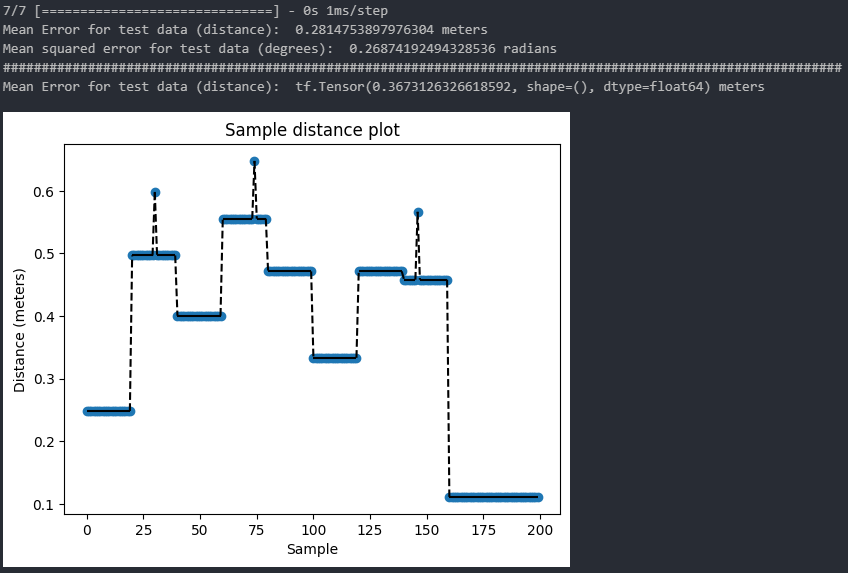 7/7 [==============================] - 0s 1ms/step
Mean Error for test data (distance):  0.2814753897976304 meters
Mean squared error for test data (degrees):  0.26874192494328536 radians
#############################################################################################################
Mean Error for test data (distance):  tf.Tensor(0.3673126326618592, shape=(), dtype=float64) meters
Sample distance plot
Distance (meters)
0.6
0.5
0.4
0.3
0.2
0.1
0 25 50 75 100 125 150 175 200
Sample